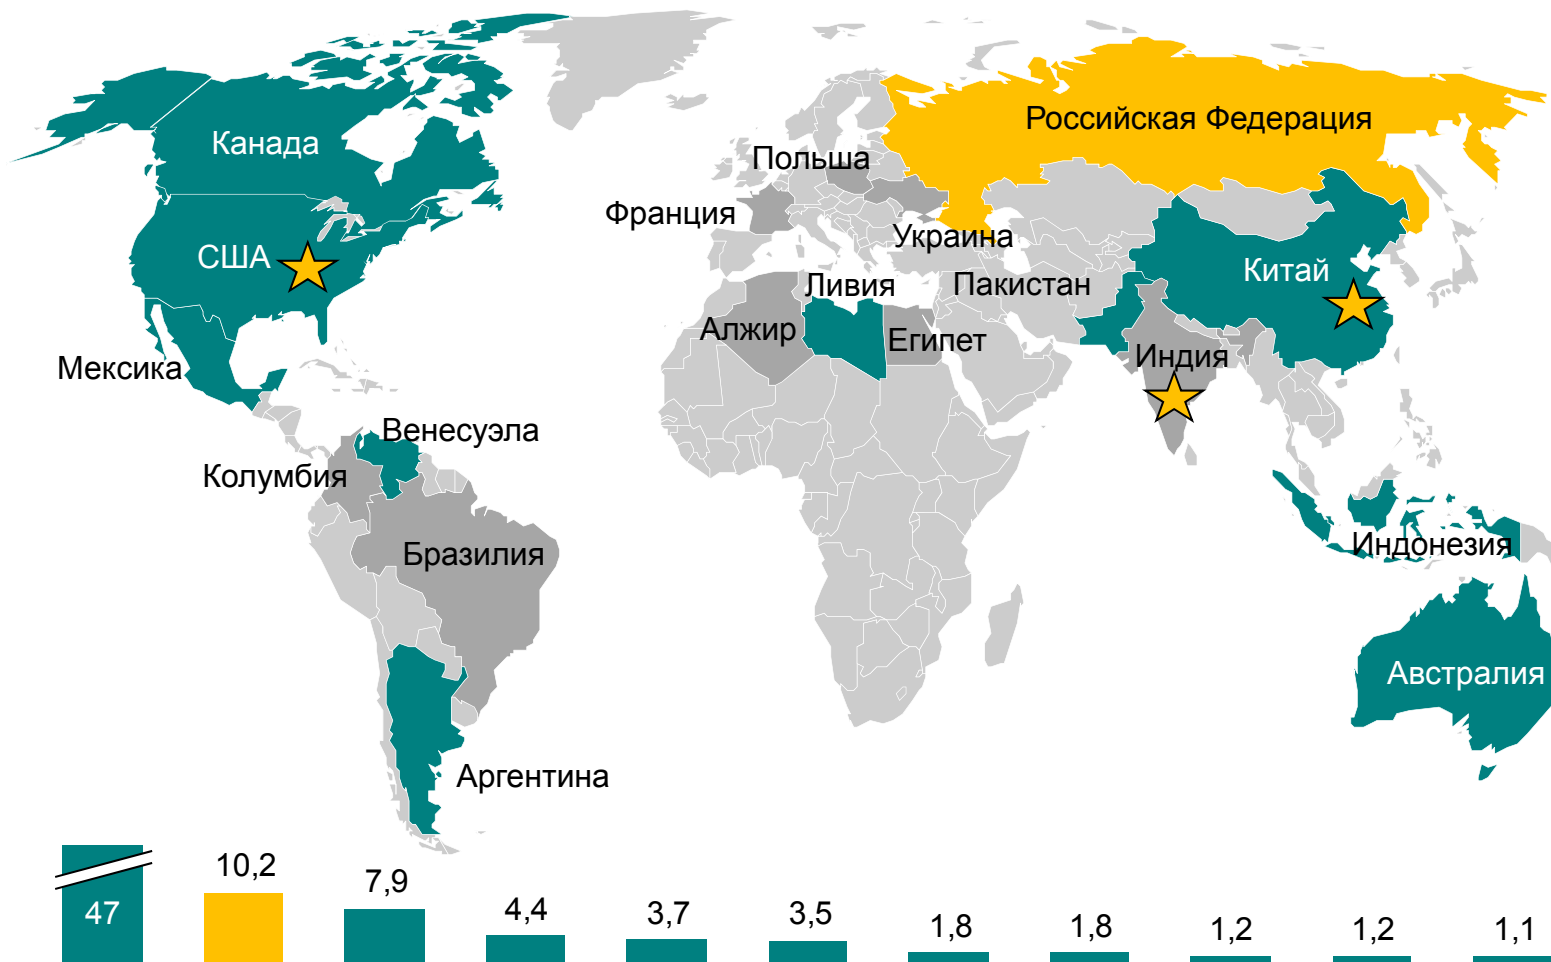 Российская Федерация
Канада
Польша
Франция
Украина
США
Китай
Ливия
Пакистан
Алжир
Египет
Индия
Мексика
Венесуэла
Колумбия
Индонезия
Бразилия
Австралия
Аргентина
47
10,2
7,9
4,4
3,7
3,5
1,8
1,8
1,2
1,2
1,1